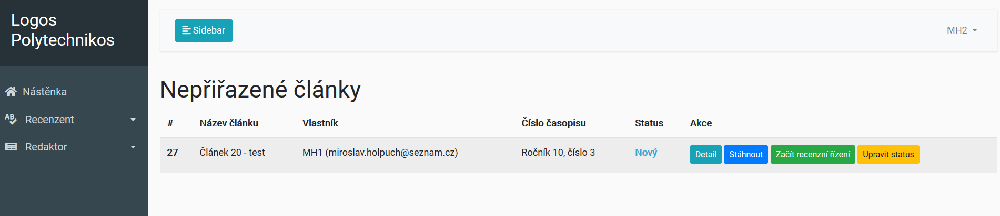 Logos
Polytechnikos
Sidebar
MH2
Nástěnka
AB Recenzent
Redaktor
Nepřiřazené články
# Název článku Vlastník Číslo časopisu Status Akce
27 Článek 20 - test MH1 (miroslav.holpuch@seznam.cz) Ročník 10, číslo 3 Nový Detail Stáhnout Začít recenzní řízení Upravit status